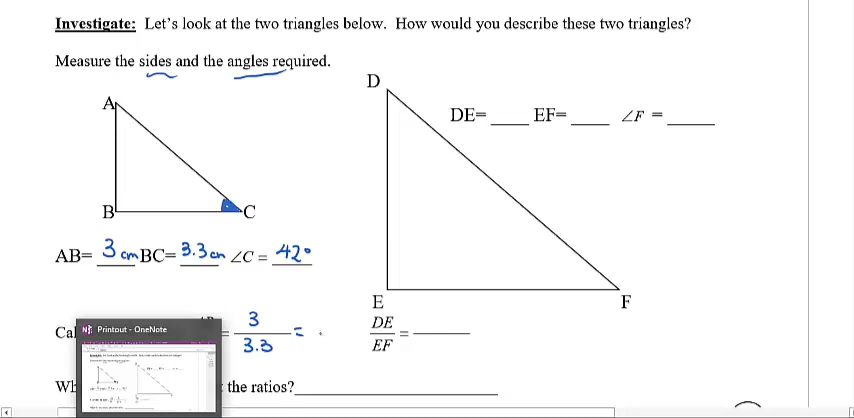 Investigate: Let's look at the two triangles below. How would you describe these two triangles?
Measure the sides and the angles required.
D
A
DE= ____ EF= ____ ∠F = ____
B C
AB= 3 cm BC= 3.3 cm ∠C = 42°
E F
= 3/3.3 =
DE/EF = ____
Printout - OneNote
the ratios?____